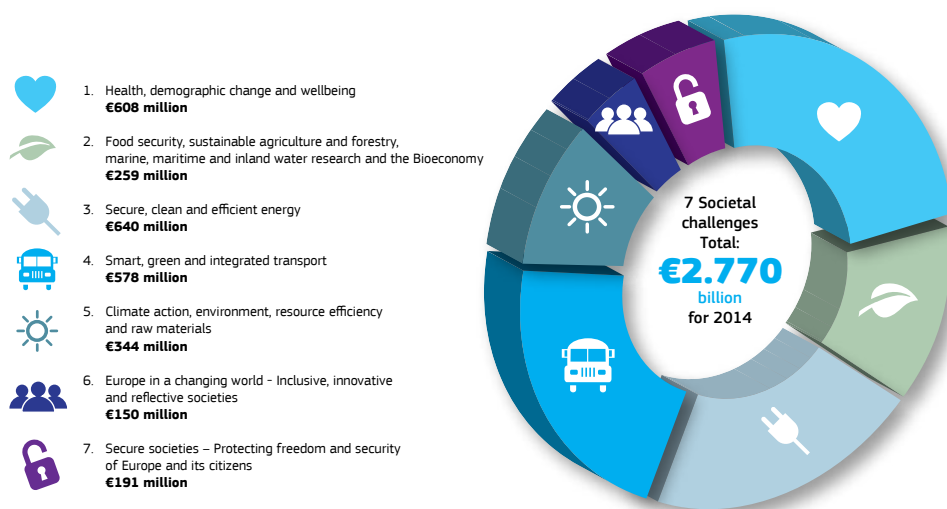 1. Health, demographic change and wellbeing
€608 million
2. Food security, sustainable agriculture and forestry,
marine, maritime and inland water research and the Bioeconomy
€259 million
3. Secure, clean and efficient energy
€640 million
4. Smart, green and integrated transport
€578 million
5. Climate action, environment, resource efficiency
and raw materials
€344 million
6. Europe in a changing world - Inclusive, innovative
and reflective societies
€150 million
7. Secure societies – Protecting freedom and security
of Europe and its citizens
€191 million
7 Societal
challenges
Total:
€2.770
billion
for 2014